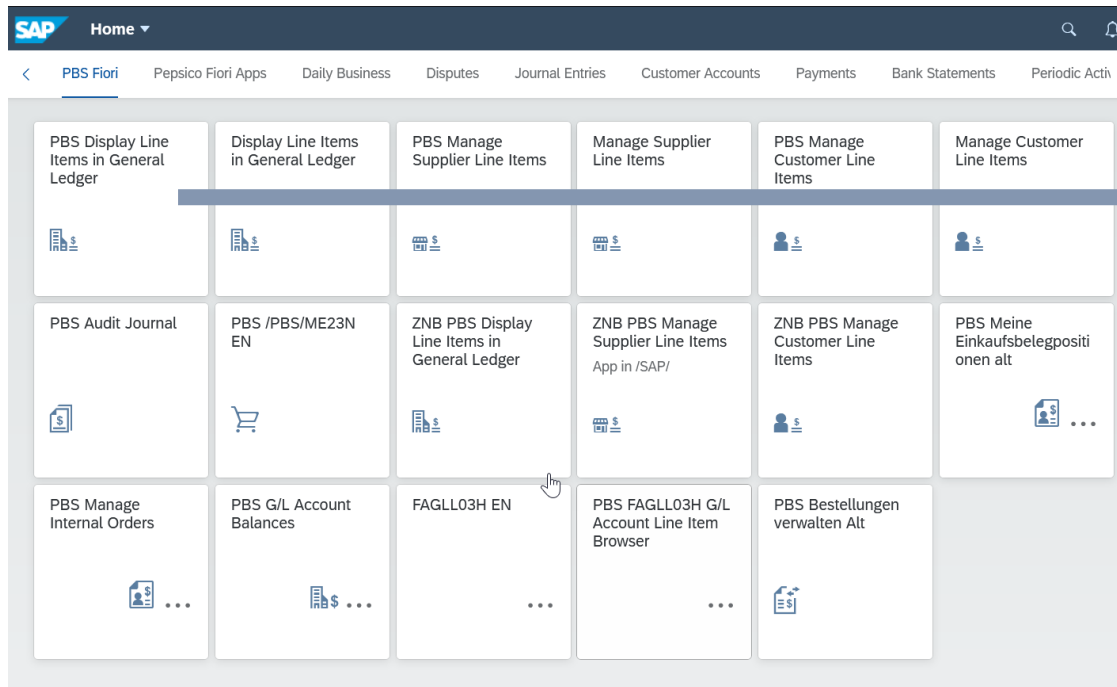 SAP Home
PBS Fiori Pepsico Fiori Apps Daily Business Disputes Journal Entries Customer Accounts Payments Bank Statements Periodic Activ
PBS Display Line
Items in General
Ledger
Display Line Items
in General Ledger
PBS Manage
Supplier Line Items
Manage Supplier
Line Items
PBS Manage
Customer Line
Items
Manage Customer
Line Items
PBS Audit Journal
PBS /PBS/ME23N
EN
ZNB PBS Display
Line Items in
General Ledger
ZNB PBS Manage
Supplier Line Items
App in /SAP/
ZNB PBS Manage
Customer Line
Items
PBS Meine
Einkaufsbelegpositi
onen alt
...
PBS Manage
Internal Orders
...
PBS G/L Account
Balances
...
FAGLL03H EN
...
PBS FAGLL03H G/L
Account Line Item
Browser
...
PBS Bestellungen
verwalten Alt